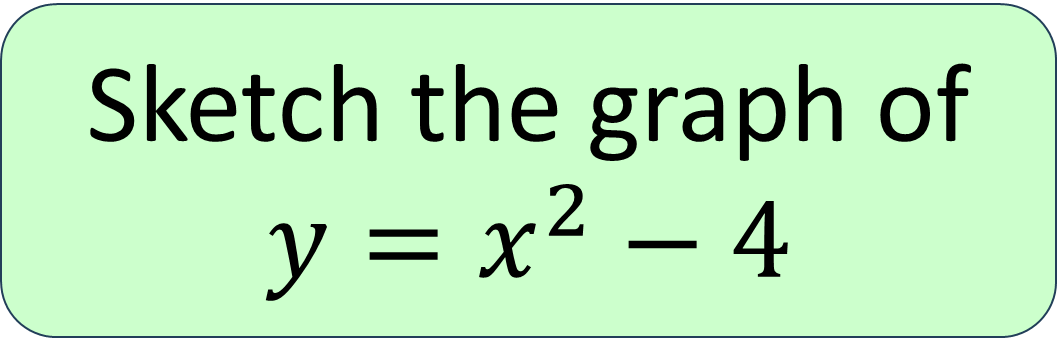 Sketch the graph of
y = x² − 4